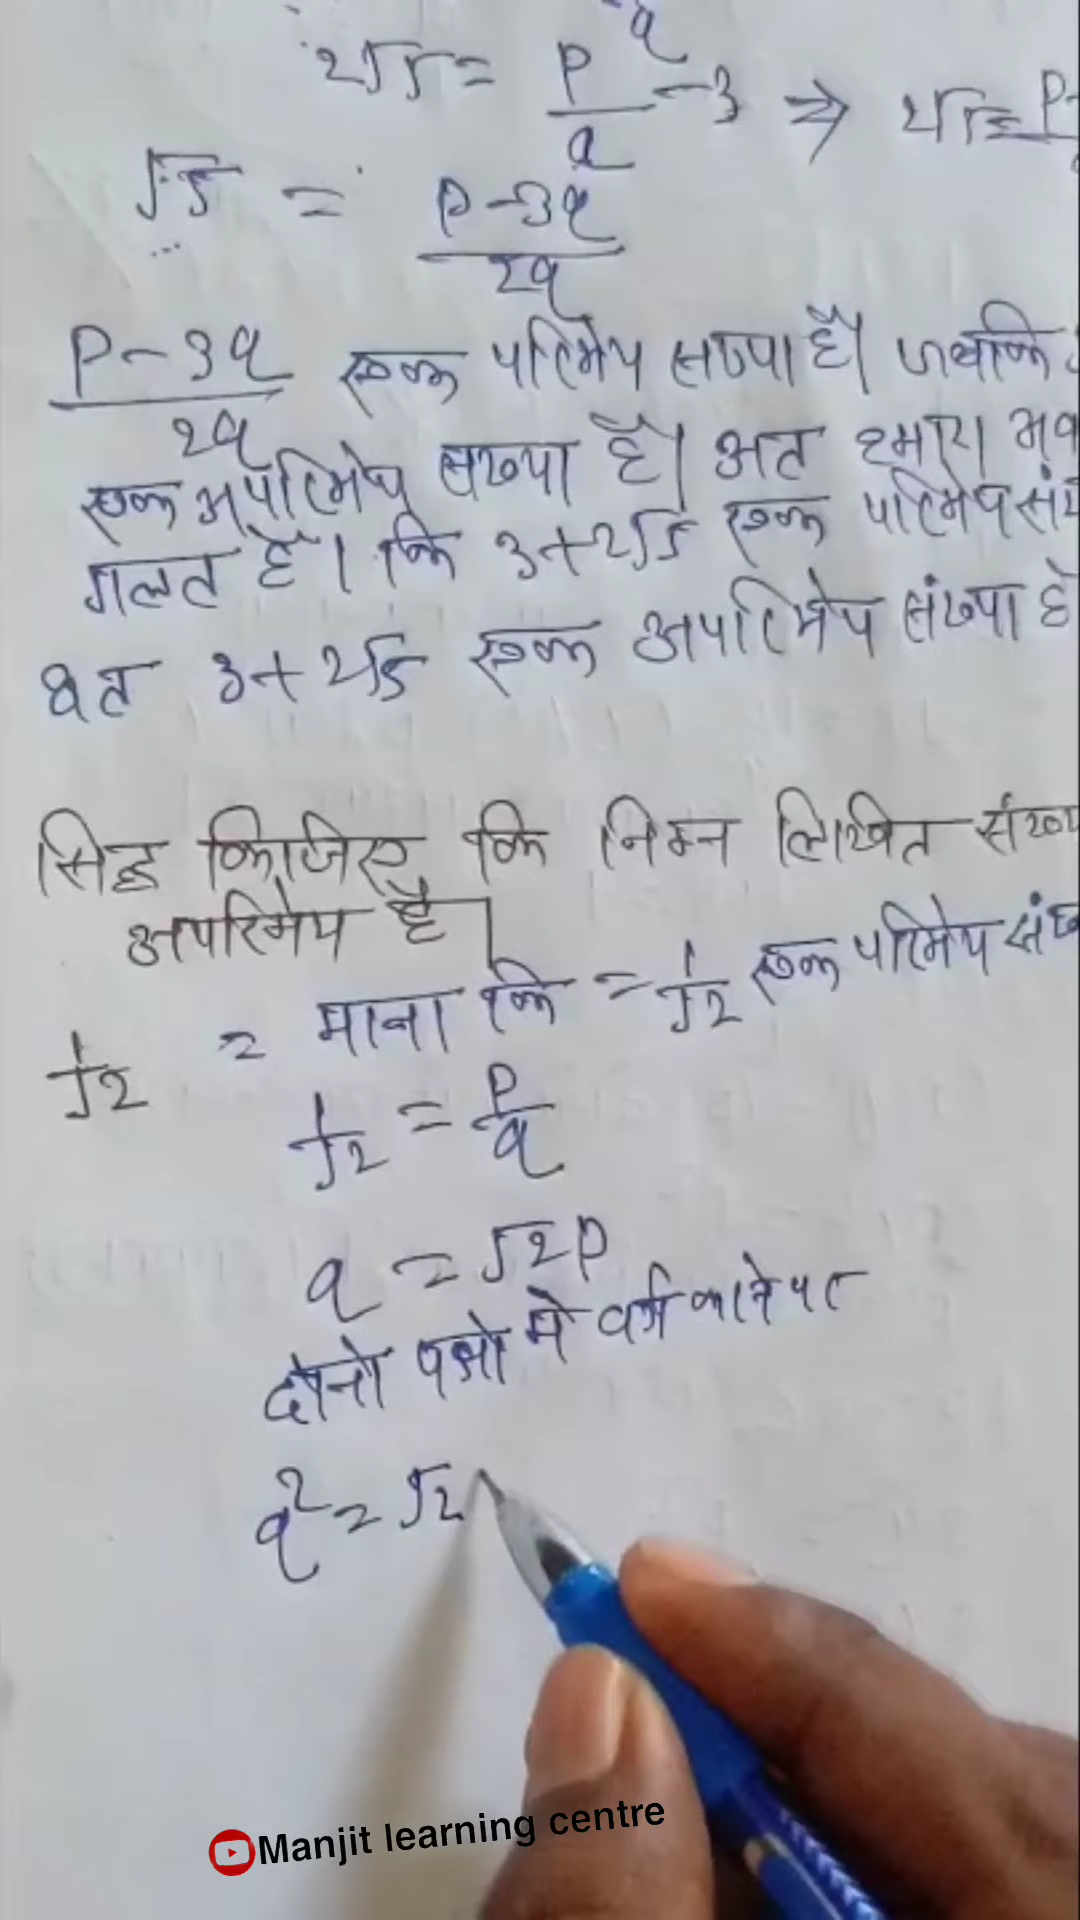 2√5 = p/q - 3 ⇒ 2√5 = p-
√5 = p-3q/2q
p-3q/2q एक परिमेय संख्या है। जबकि
एक अपरिमेय संख्या है। अत हमारा
गलत है। कि 3+2√5 एक परिमेय
अत 3+2√5 एक अपरिमेय संख्या है
सिद्ध किजिए कि निम्न लिखित संख्य
अपरिमेय है।
1/√2 = माना कि = 1/√2 एक परिमेय संख्
1/√2 = p/q
q = √2p
दोनो पक्षो मे वर्ग करने पर
q² = √2
Manjit learning centre